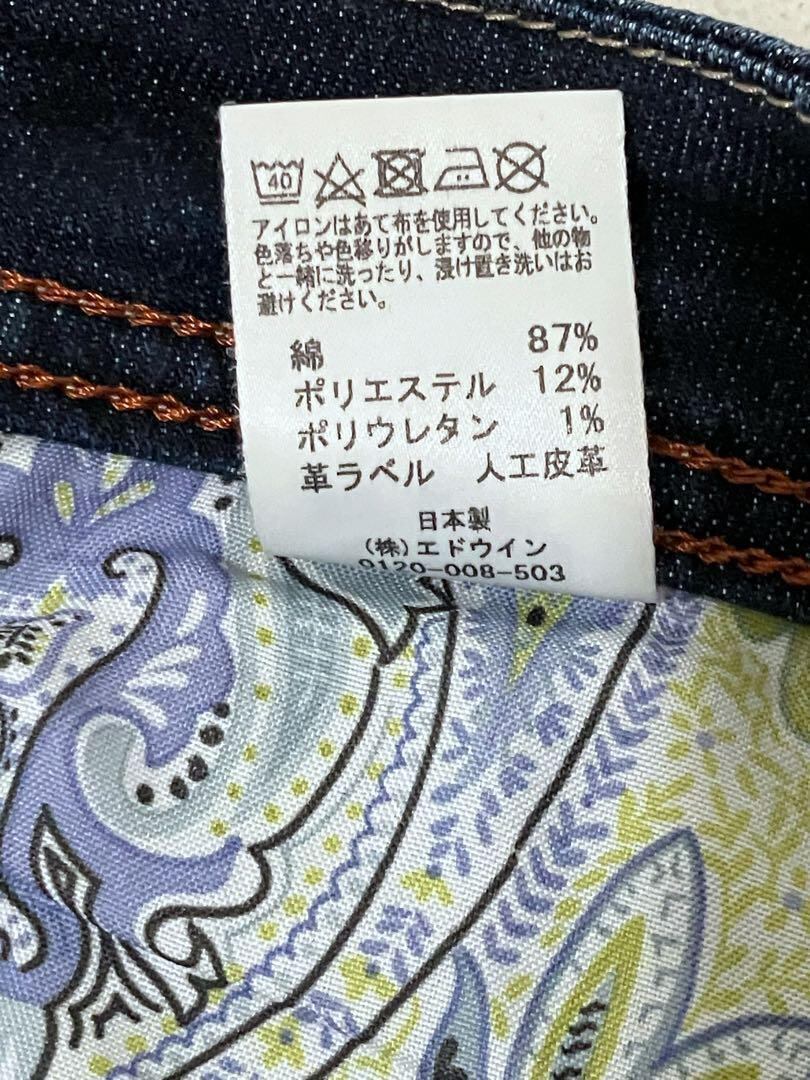 40
アイロンはあて布を使用してください。
色落ちや色移りがしますので、他の物
と一緒に洗ったり、浸け置き洗いはお
避けください。
綿 87%
ポリエステル 12%
ポリウレタン 1%
革ラベル 人工皮革
日本製
(株)エドウイン
0120-008-503